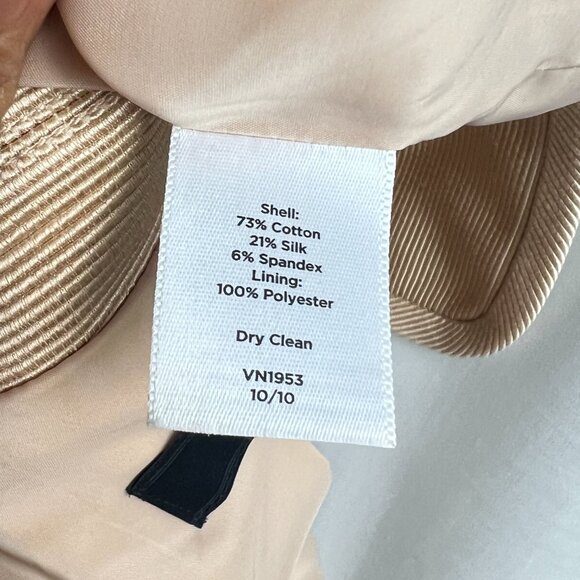 Shell:
73% Cotton
21% Silk
6% Spandex
Lining:
100% Polyester
Dry Clean
VN1953
10/10